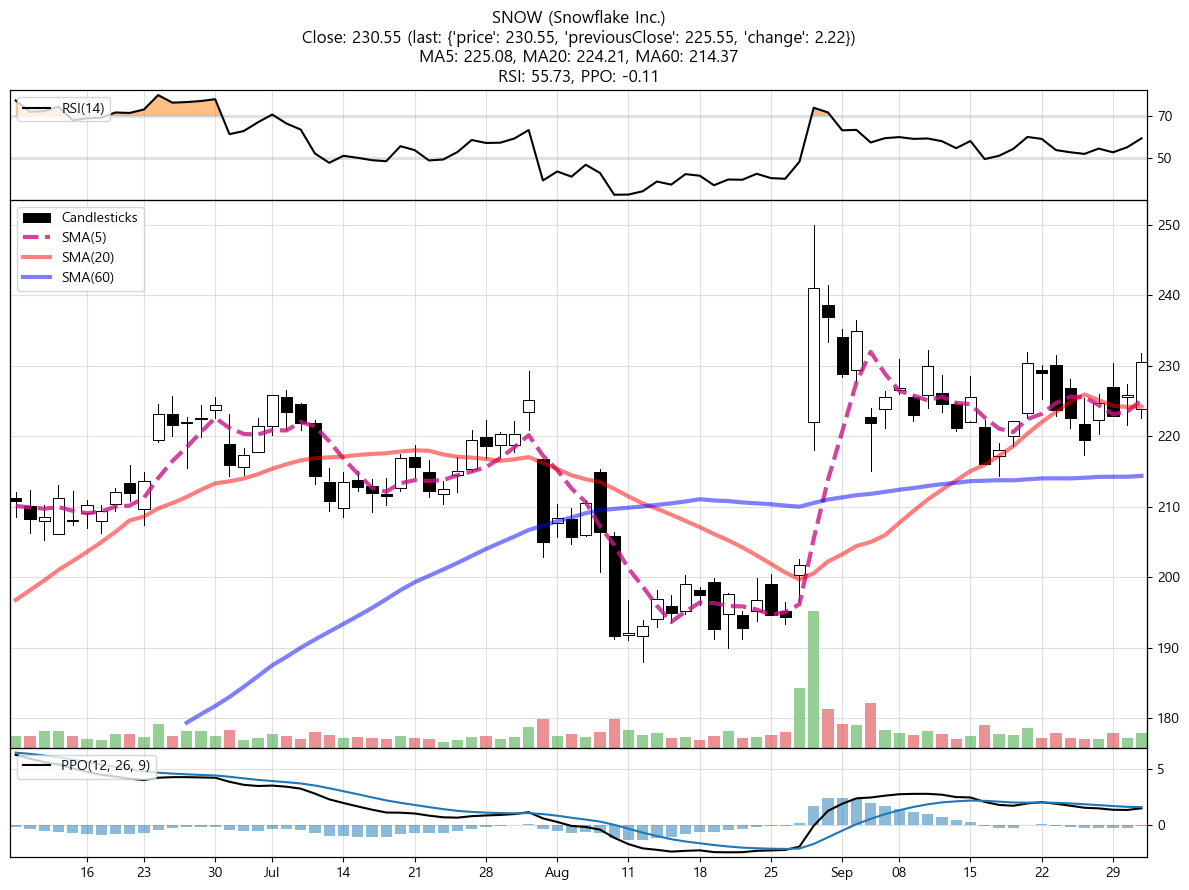 SNOW (Snowflake Inc.)
Close: 230.55 (last: {'price': 230.55, 'previousClose': 225.55, 'change': 2.22})
MA5: 225.08, MA20: 224.21, MA60: 214.37
RSI: 55.73, PPO: -0.11
RSI(14)
70
50
Candlesticks
SMA(5)
SMA(20)
SMA(60)
250
240
230
220
210
200
190
180
PPO(12, 26, 9)
5
0
16 23 30 Jul 14 21 28 Aug 11 18 25 Sep 08 15 22 29